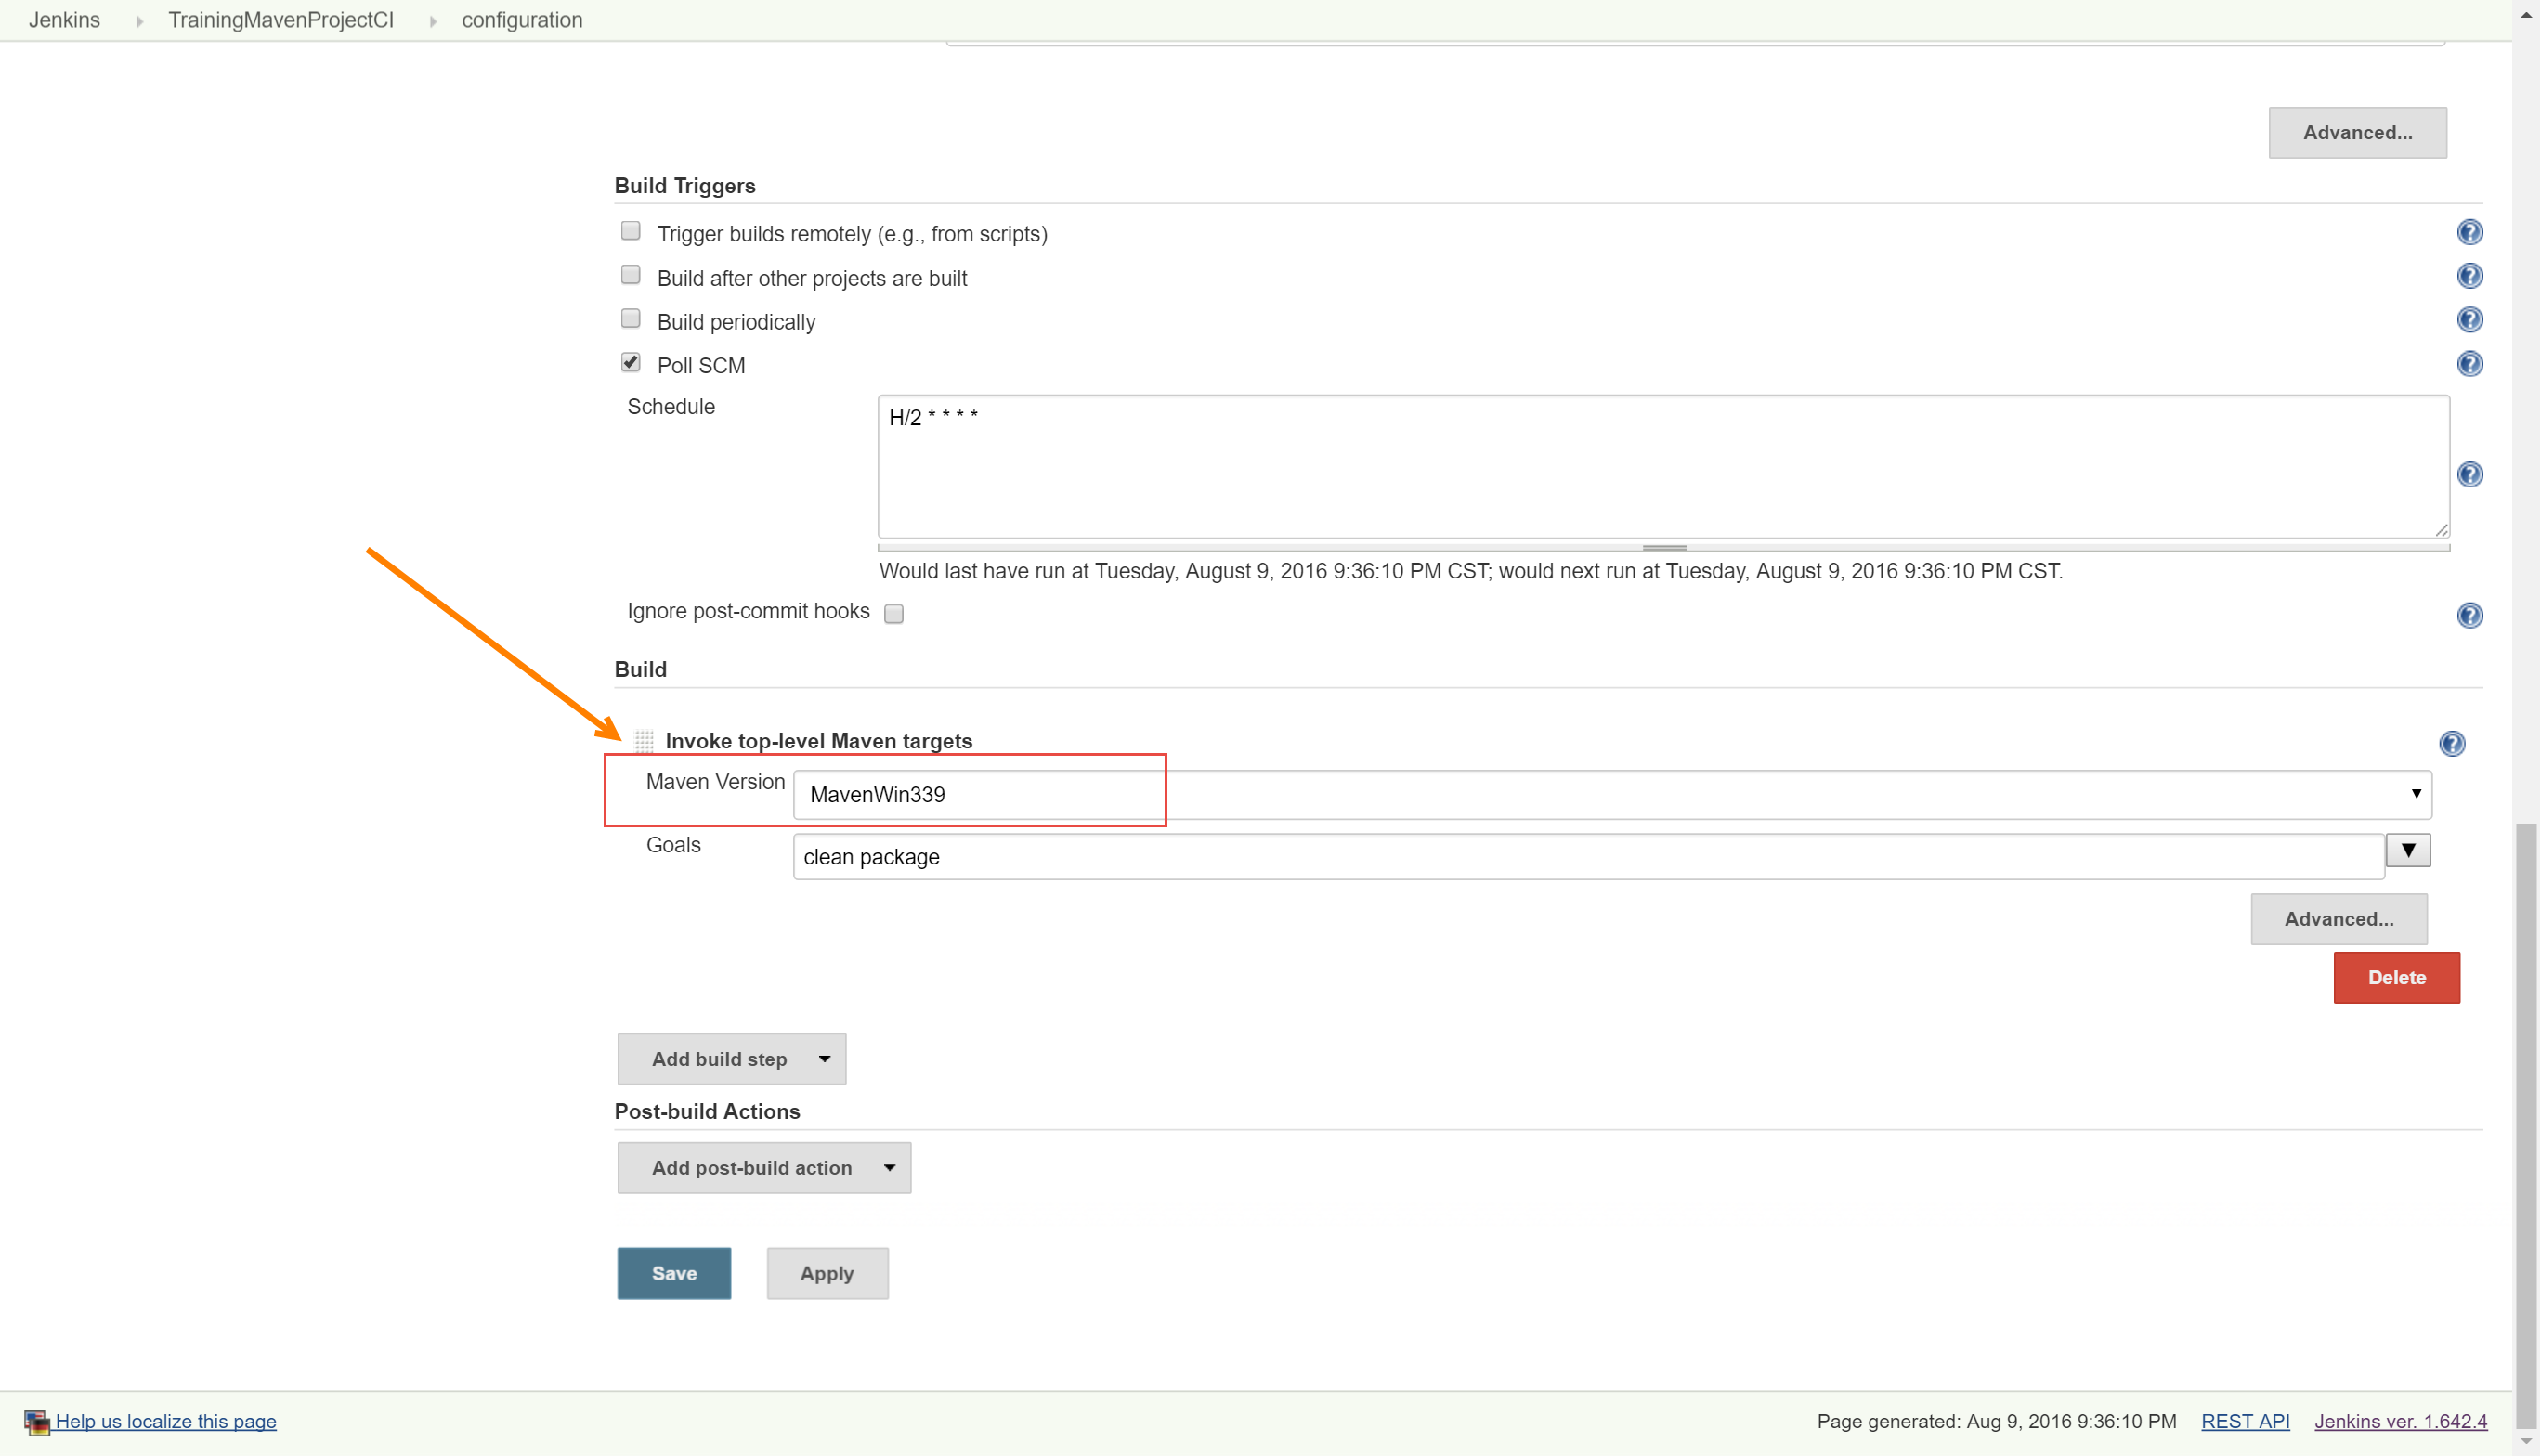 Jenkins TrainingMavenProjectCI configuration
Advanced...
Build Triggers
Trigger builds remotely (e.g., from scripts)
Build after other projects are built
Build periodically
Poll SCM
Schedule
H/2 * * * *
Would last have run at Tuesday, August 9, 2016 9:36:10 PM CST; would next run at Tuesday, August 9, 2016 9:36:10 PM CST.
Ignore post-commit hooks
Build
Invoke top-level Maven targets
Maven Version MavenWin339
Goals clean package
Advanced...
Delete
Add build step
Post-build Actions
Add post-build action
Save Apply
Help us localize this page Page generated: Aug 9, 2016 9:36:10 PM REST API Jenkins ver. 1.642.4